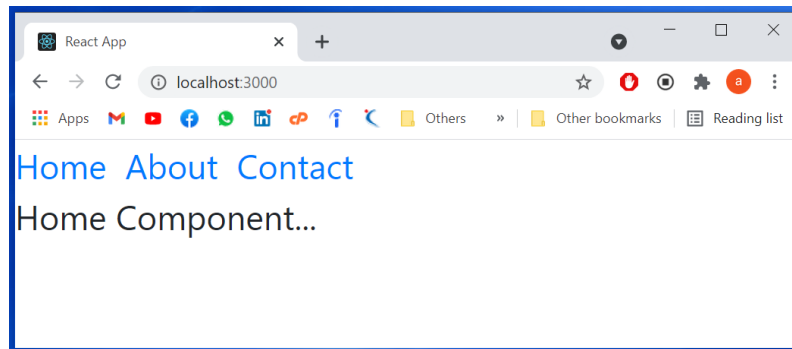 React App
localhost:3000
Apps Others » Other bookmarks Reading list
Home About Contact
Home Component...